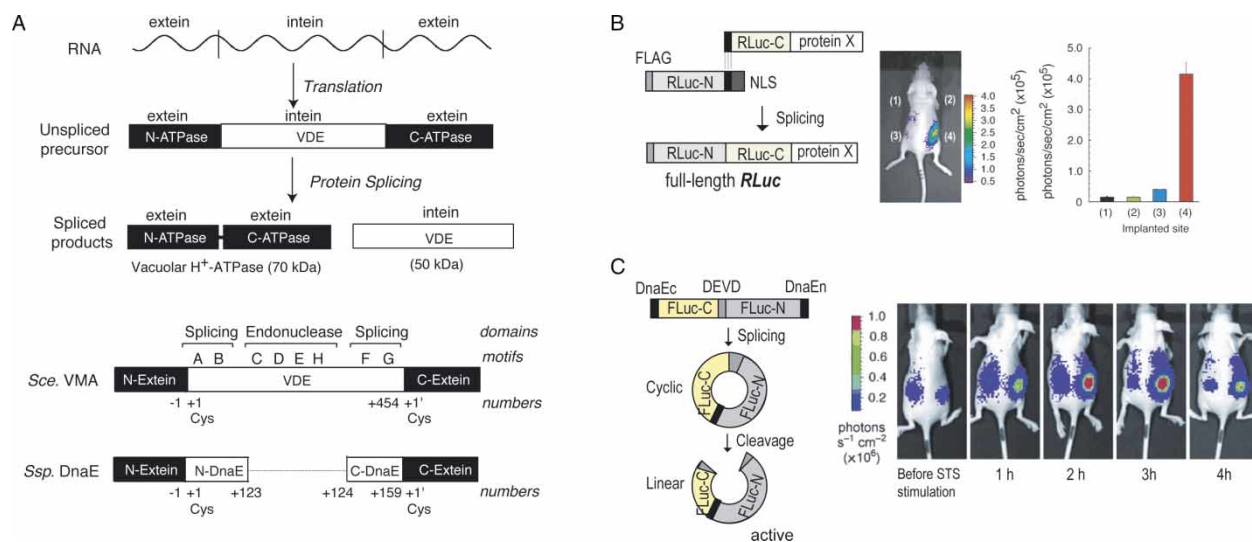 A
extein intein extein
RNA
Translation
extein intein extein
Unspliced precursor
N-ATPase VDE C-ATPase
Protein Splicing
extein extein intein
Spliced products
N-ATPase C-ATPase VDE
Vacuolar H⁺-ATPase (70 kDa) (50 kDa)
Splicing Endonuclease Splicing domains
A B C D E H F G motifs
Sce. VMA N-Extein VDE C-Extein
-1 +1 +454 +1' numbers
Cys Cys
Ssp. DnaE N-Extein N-DnaE C-DnaE C-Extein
-1 +1 +123 +124 +159 +1' numbers
Cys Cys
B
RLuc-C protein X
FLAG
RLuc-N NLS
Splicing
RLuc-N RLuc-C protein X
full-length RLuc
(1) (2)
(3) (4)
4.0
3.5
3.0
2.5
2.0
1.5
1.0
0.5
photons/sec/cm² (x10⁵)
photons/sec/cm² (x10⁵)
5.0
4.0
3.0
2.0
1.0
0
(1) (2) (3) (4)
Implanted site
C
DnaEc DEVD DnaEn
FLuc-C FLuc-N
Splicing
Cyclic
FLuc-C FLuc-N
Cleavage
Linear
FLuc-C FLuc-N
active
1.0
0.8
0.6
0.4
0.2
photons
s⁻¹ cm⁻²
(×10⁶)
Before STS stimulation
1 h 2 h 3h 4h